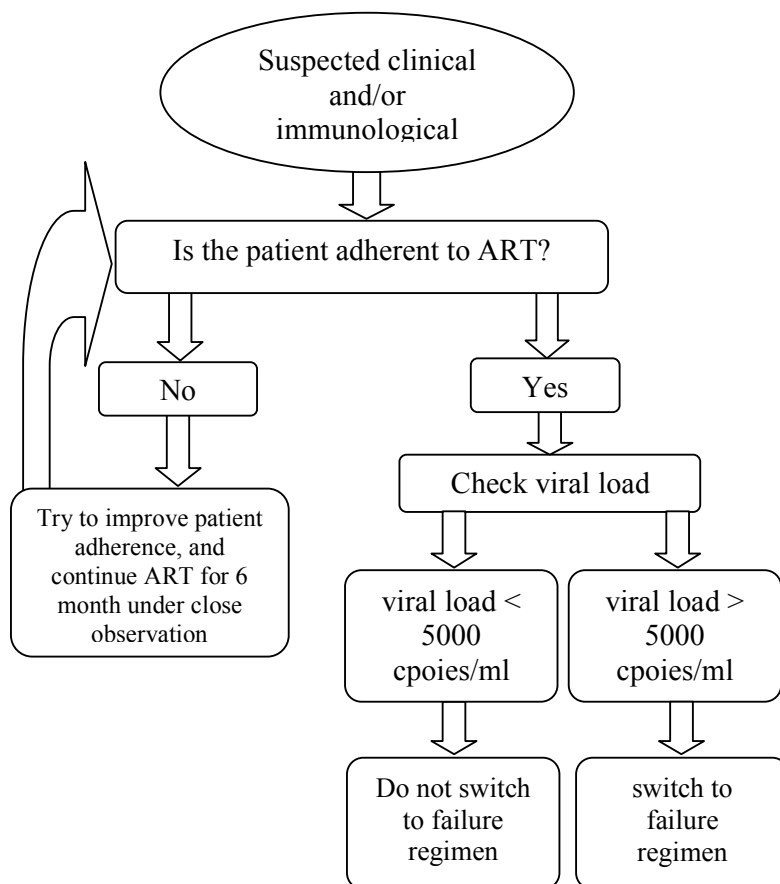 Suspected clinical
and/or
immunological
Is the patient adherent to ART?
No
Yes
Check viral load
Try to improve patient
adherence, and
continue ART for 6
month under close
observation
viral load <
5000
cpoies/ml
viral load >
5000
cpoies/ml
Do not switch
to failure
regimen
switch to
failure
regimen